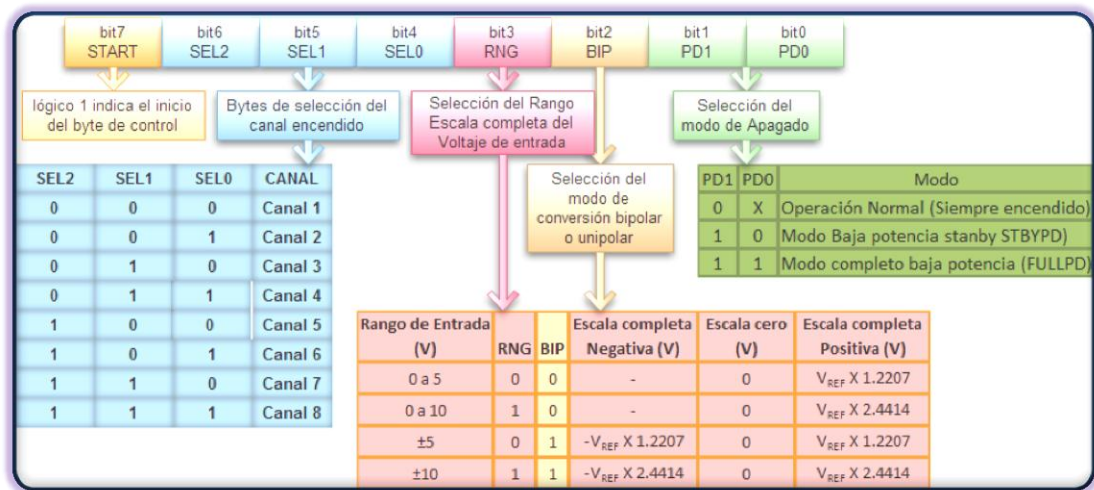 bit7 bit6 bit5 bit4 bit3 bit2 bit1 bit0
START SEL2 SEL1 SEL0 RNG BIP PD1 PD0
lógico 1 indica el inicio
del byte de control
Bytes de selección del
canal encendido
Selección del Rango
Escala completa del
Voltaje de entrada
Selección del
modo de Apagado
Selección del
modo de
conversión bipolar
o unipolar
SEL2 SEL1 SEL0 CANAL
0 0 0 Canal 1
0 0 1 Canal 2
0 1 0 Canal 3
0 1 1 Canal 4
1 0 0 Canal 5
1 0 1 Canal 6
1 1 0 Canal 7
1 1 1 Canal 8
PD1 PD0 Modo
0 X Operación Normal (Siempre encendido)
1 0 Modo Baja potencia stanby STBYPD)
1 1 Modo completo baja potencia (FULLPD)
Rango de Entrada Escala completa Escala cero Escala completa
(V) RNG BIP Negativa (V) (V) Positiva (V)
0 a 5 0 0 - 0 VREF X 1.2207
0 a 10 1 0 - 0 VREF X 2.4414
±5 0 1 -VREF X 1.2207 0 VREF X 1.2207
±10 1 1 -VREF X 2.4414 0 VREF X 2.4414